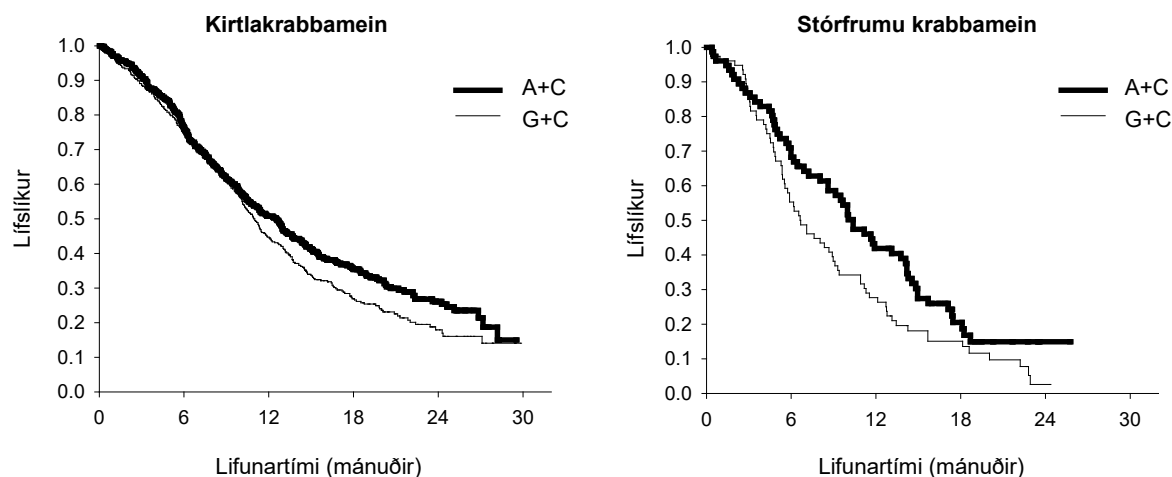 Kirtlakrabbamein
Lífslíkur
1.0
0.9
0.8
0.7
0.6
0.5
0.4
0.3
0.2
0.1
0.0
A+C
G+C
0 6 12 18 24 30
Lifunartími (mánuðir)
Stórfrumu krabbamein
Lífslíkur
1.0
0.9
0.8
0.7
0.6
0.5
0.4
0.3
0.2
0.1
0.0
A+C
G+C
0 6 12 18 24 30
Lifunartími (mánuðir)